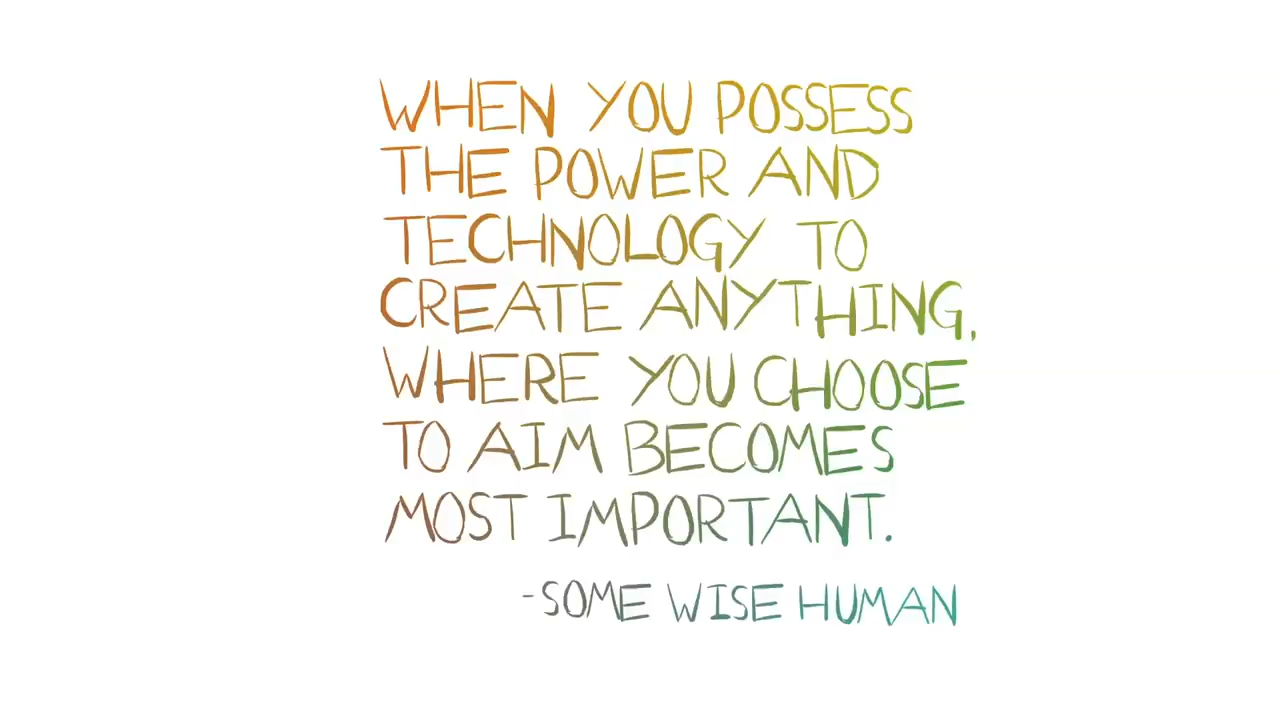 WHEN YOU POSSESS
THE POWER AND
TECHNOLOGY TO
CREATE ANYTHING,
WHERE YOU CHOOSE
TO AIM BECOMES
MOST IMPORTANT.
-SOME WISE HUMAN